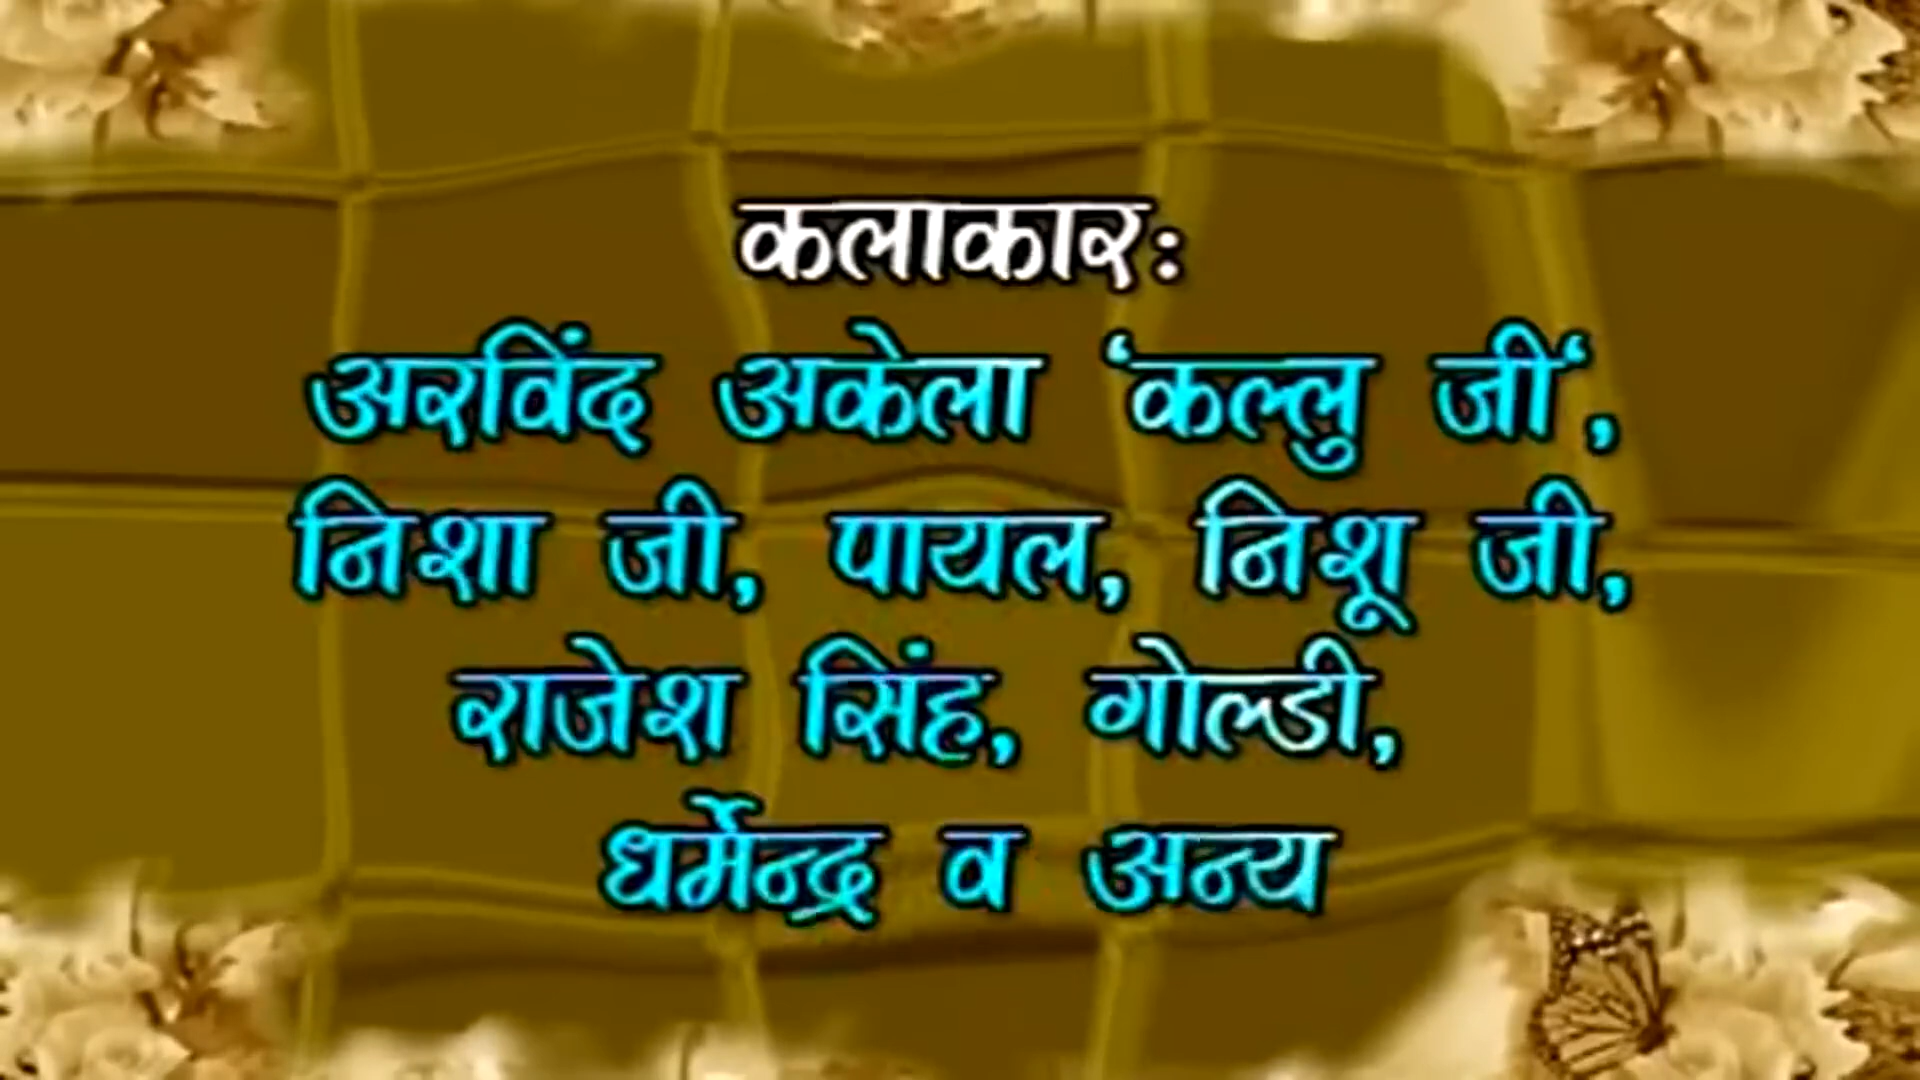 कलाकारः
अरविंद अकेला ‘कल्लु जी‘,
निशा जी, पायल, निशू जी,
राजेश सिंह, गोल्डी,
धर्मेन्द्र व अन्य